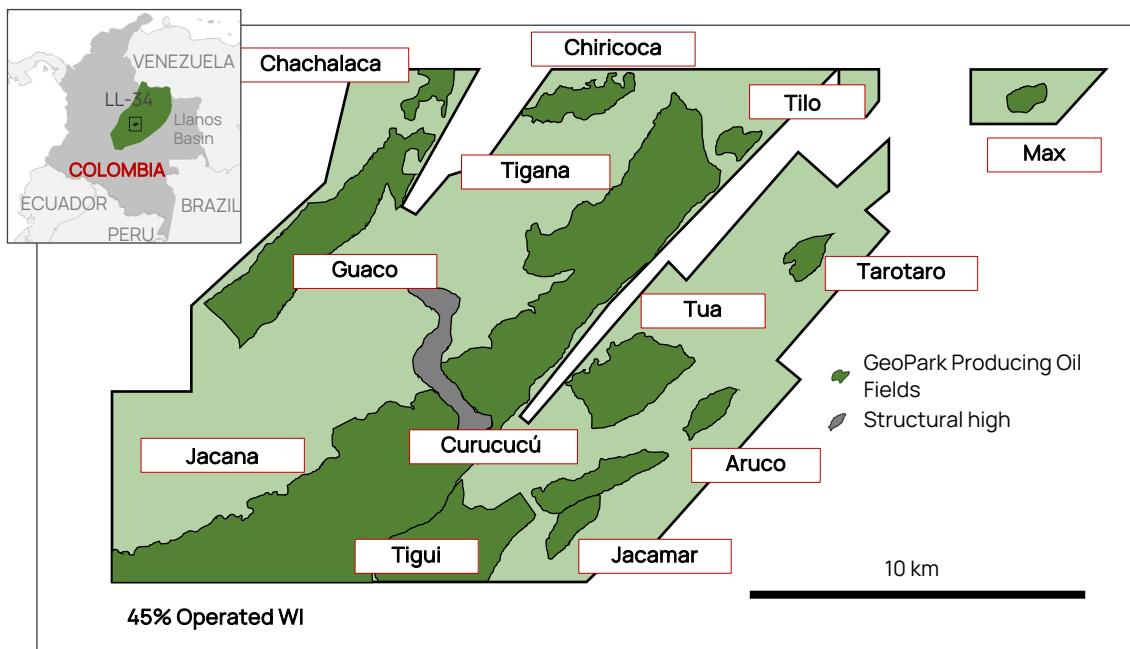 VENEZUELA
LL-34
Llanos
Basin
COLOMBIA
ECUADOR
BRAZIL
PERU
Chachalaca
Chiricoca
Tilo
Max
Tigana
Guaco
Tarotaro
Tua
GeoPark Producing Oil
Fields
Structural high
Jacana
Curucucú
Aruco
Tigui
Jacamar
10 km
45% Operated WI